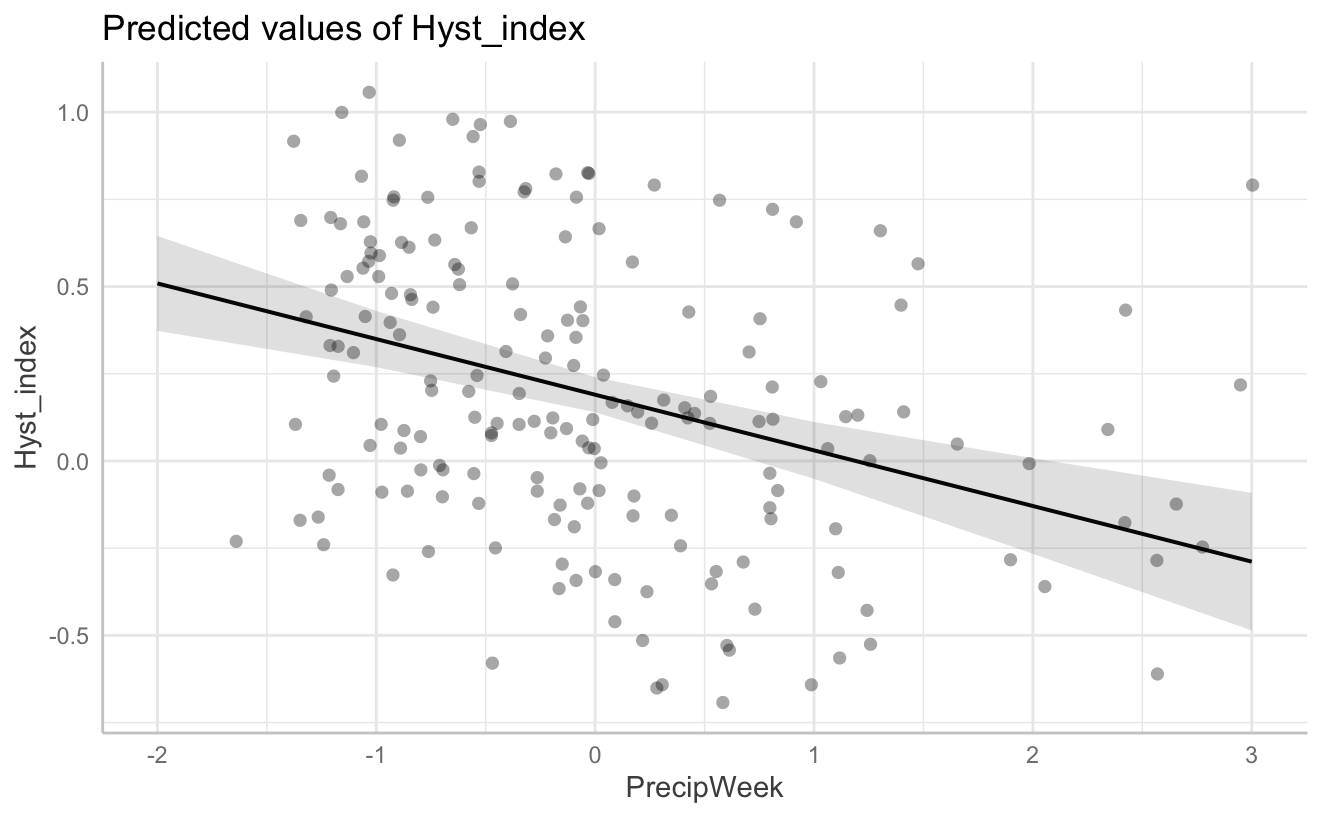 Predicted values of Hyst_index
1.0
0.5
0.0
-0.5
Hyst_index
-2 -1 0 1 2 3
PrecipWeek